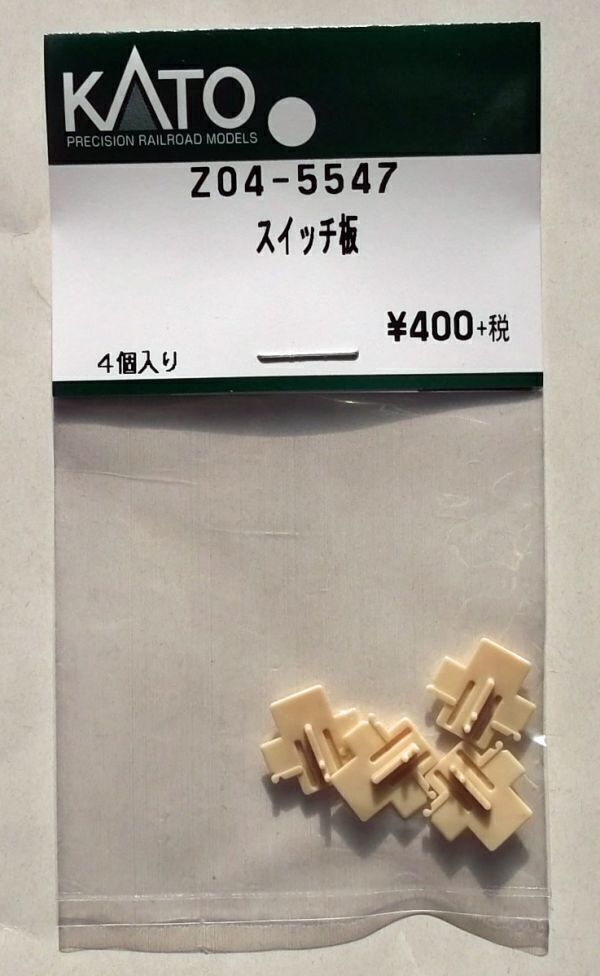 KATO
PRECISION RAILROAD MODELS
Z04-5547
スイッチ板
¥400+税
4個入り